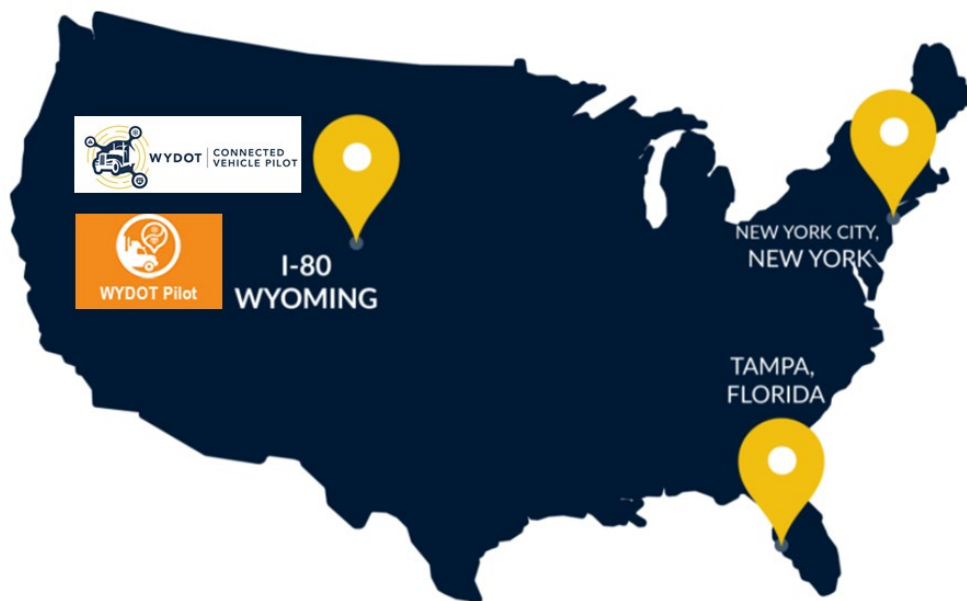 WYDOT | CONNECTED
VEHICLE PILOT
WYDOT Pilot
I-80
WYOMING
NEW YORK CITY,
NEW YORK
TAMPA,
FLORIDA